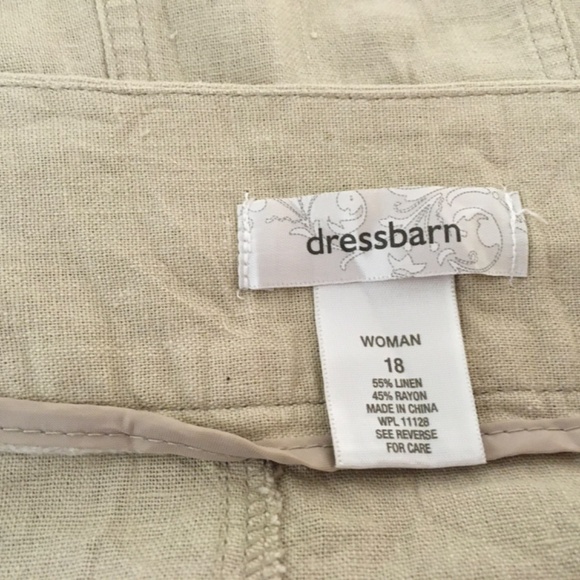 dressbarn
WOMAN
18
55% LINEN
45% RAYON
MADE IN CHINA
WPL 11128
SEE REVERSE
FOR CARE